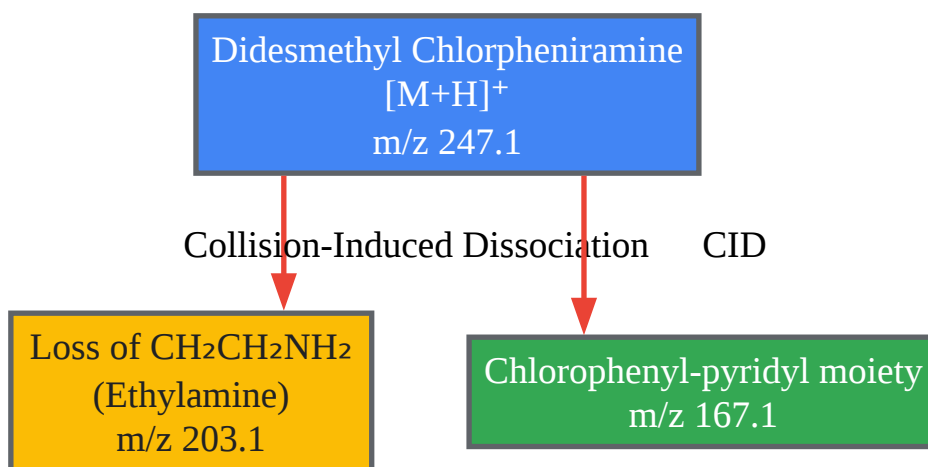 Didesmethyl Chlorpheniramine
[M+H]⁺
m/z 247.1
Collision-Induced Dissociation
CID
Loss of CH₂CH₂NH₂
(Ethylamine)
m/z 203.1
Chlorophenyl-pyridyl moiety
m/z 167.1